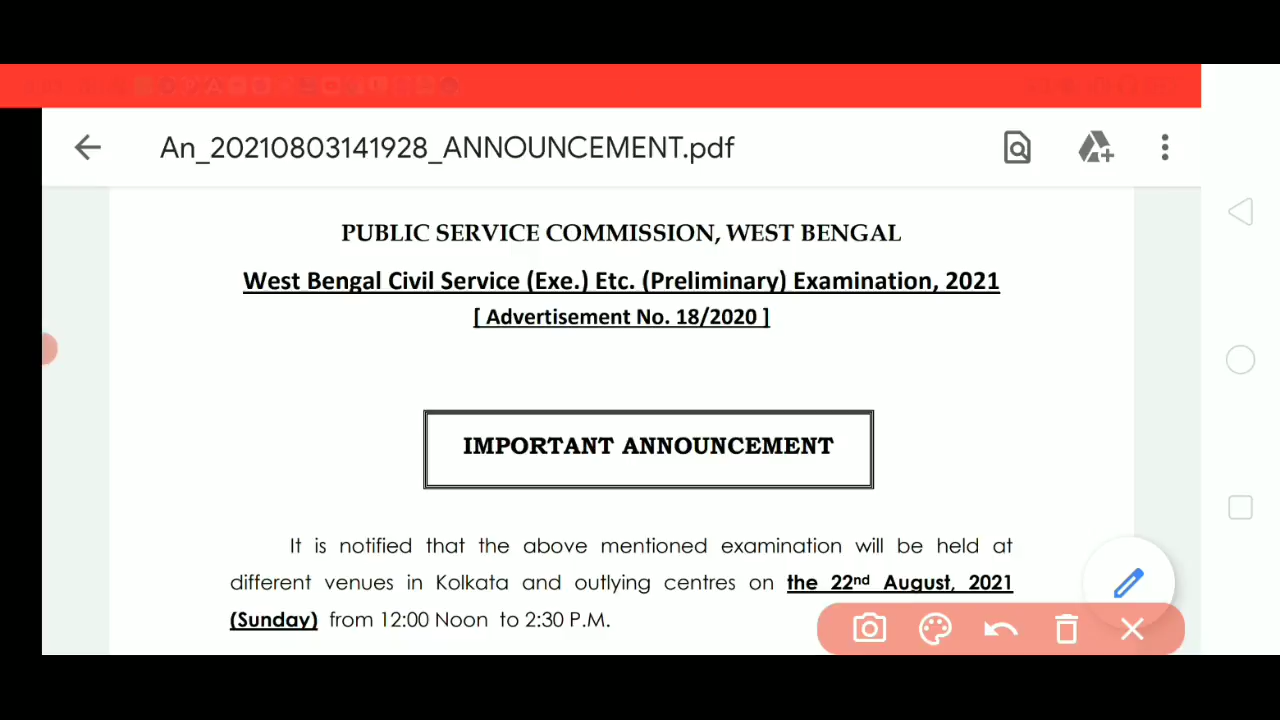 An_20210803141928_ANNOUNCEMENT.pdf
PUBLIC SERVICE COMMISSION, WEST BENGAL
West Bengal Civil Service (Exe.) Etc. (Preliminary) Examination, 2021
[ Advertisement No. 18/2020 ]
IMPORTANT ANNOUNCEMENT
It is notified that the above mentioned examination will be held at
different venues in Kolkata and outlying centres on the 22nd August, 2021
(Sunday) from 12:00 Noon to 2:30 P.M.